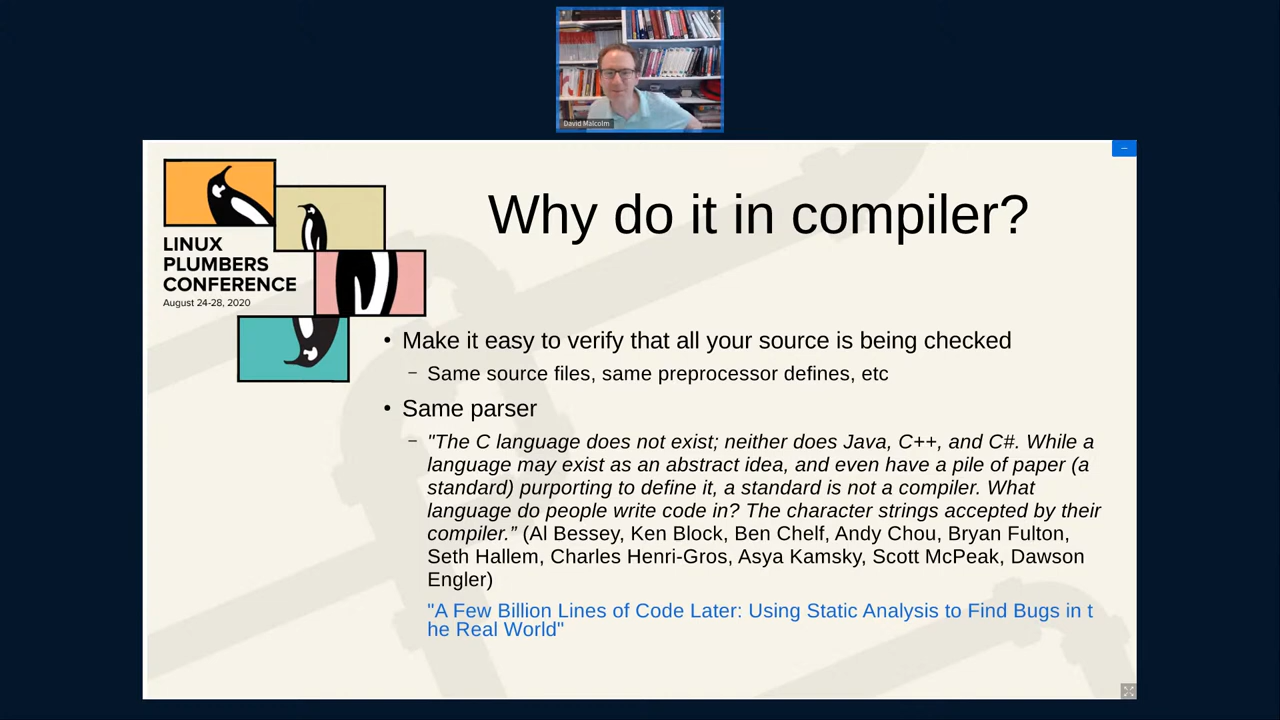 David Malcolm
LINUX
PLUMBERS
CONFERENCE
August 24-28, 2020
Why do it in compiler?
• Make it easy to verify that all your source is being checked
– Same source files, same preprocessor defines, etc
• Same parser
– "The C language does not exist; neither does Java, C++, and C#. While a
language may exist as an abstract idea, and even have a pile of paper (a
standard) purporting to define it, a standard is not a compiler. What
language do people write code in? The character strings accepted by their
compiler.” (Al Bessey, Ken Block, Ben Chelf, Andy Chou, Bryan Fulton,
Seth Hallem, Charles Henri-Gros, Asya Kamsky, Scott McPeak, Dawson
Engler)
"A Few Billion Lines of Code Later: Using Static Analysis to Find Bugs in t
he Real World"